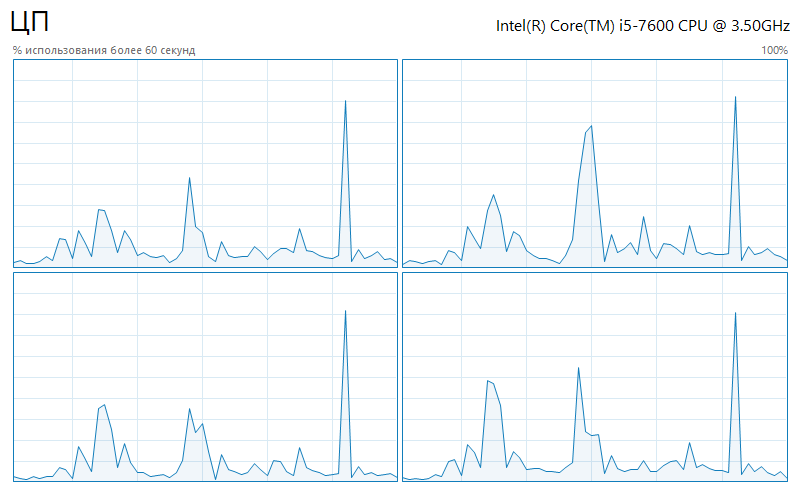 ЦП
Intel(R) Core(TM) i5-7600 CPU @ 3.50GHz
% использования более 60 секунд
100%